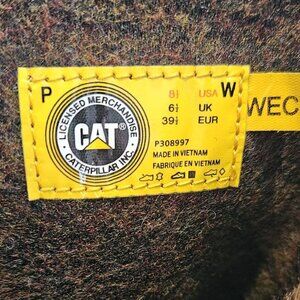 P 8½ USA W
6½ UK
39½ EUR
LICENSED MERCHANDISE
CAT®
CATERPILLAR INC.
P308997
MADE IN VIETNAM
FABRIQUE EN VIETNAM
WEC